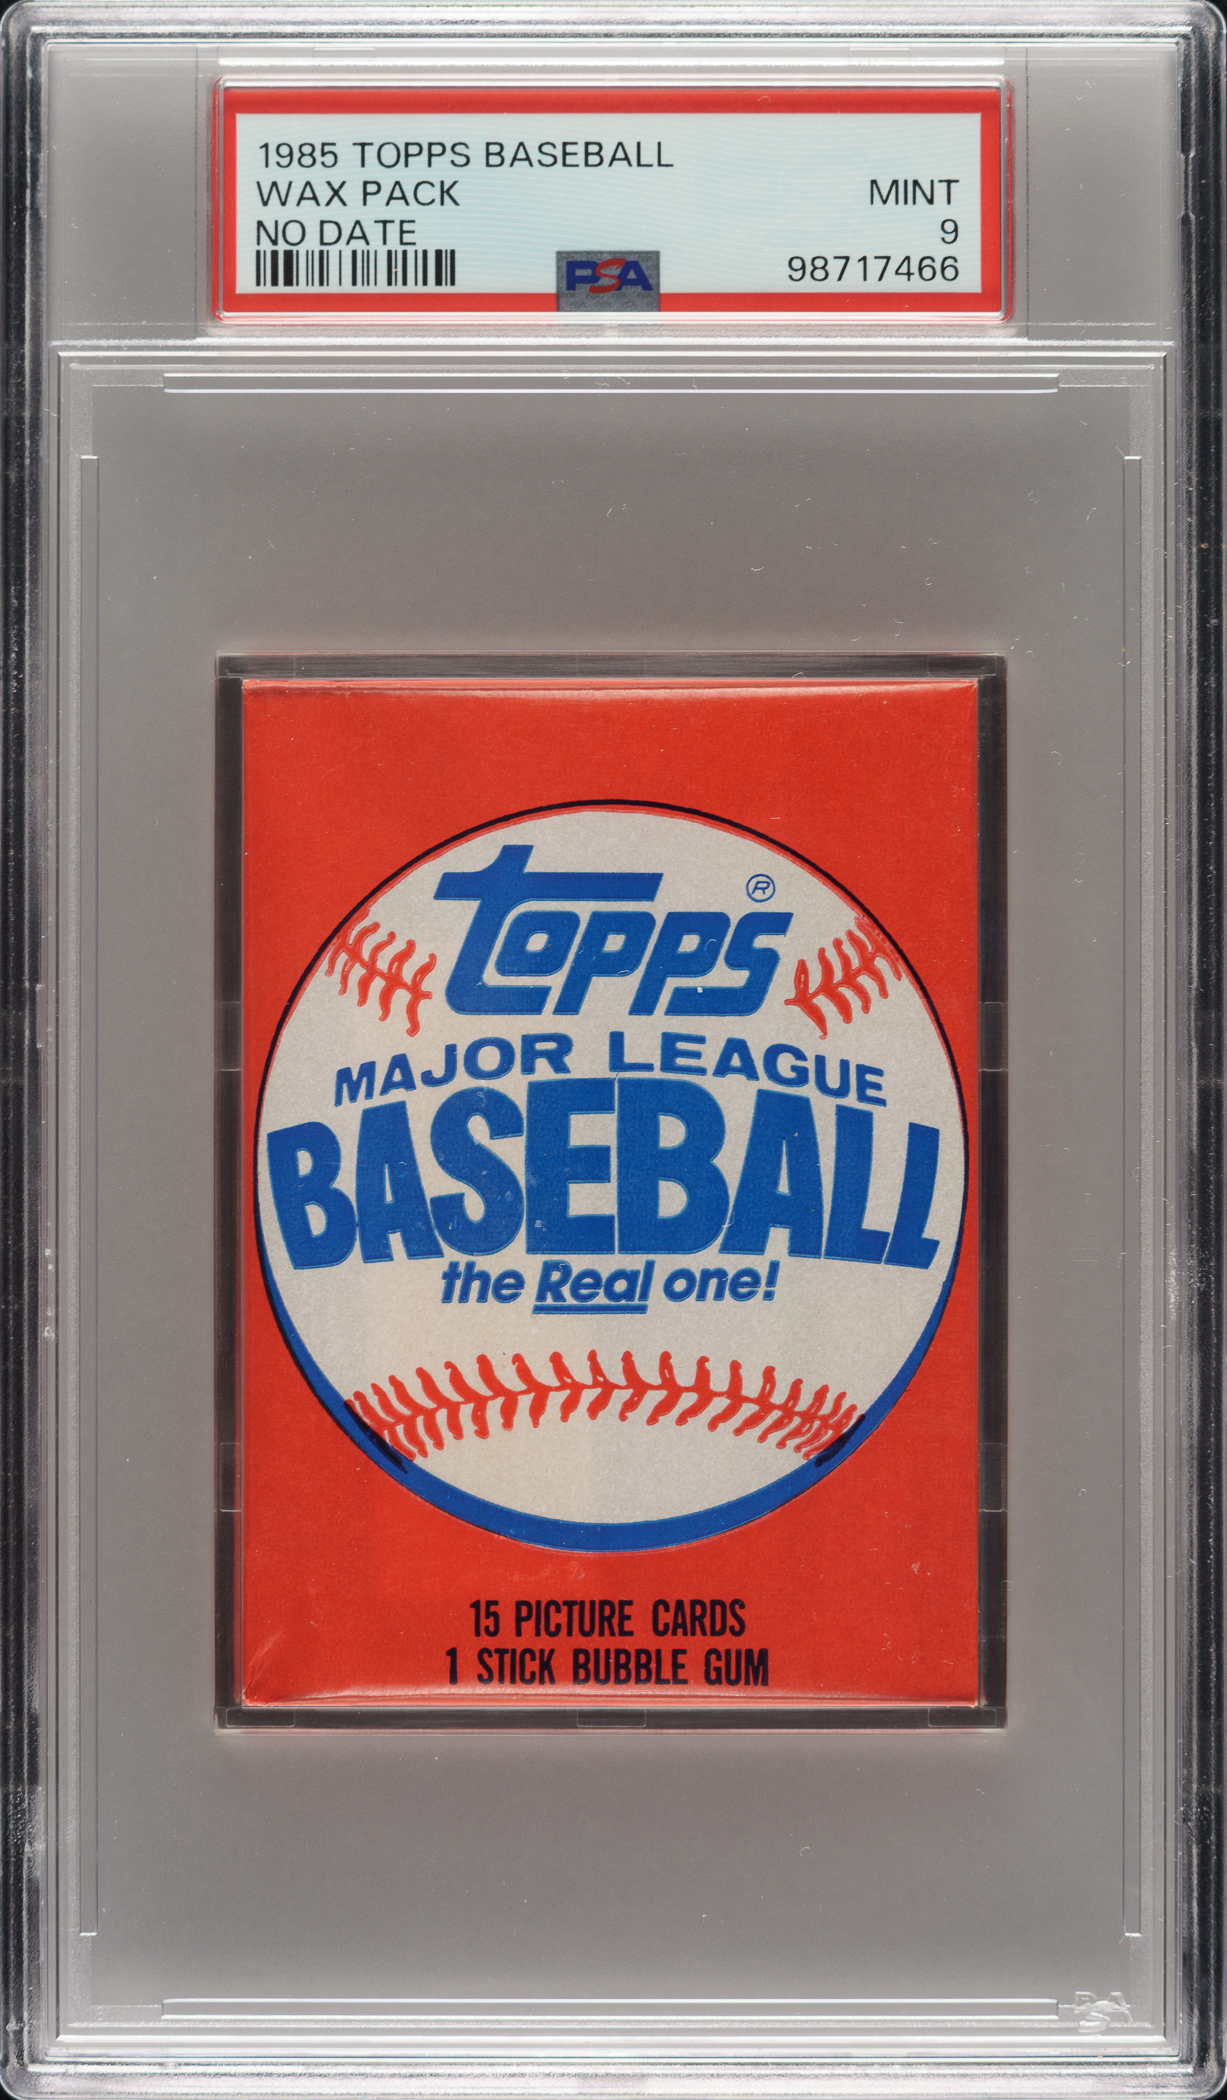 1985 TOPPS BASEBALL
WAX PACK
MINT
NO DATE
9
PSA
98717466
Topps ®
MAJOR LEAGUE
BASEBALL
the Real one!
15 PICTURE CARDS
1 STICK BUBBLE GUM
PSA